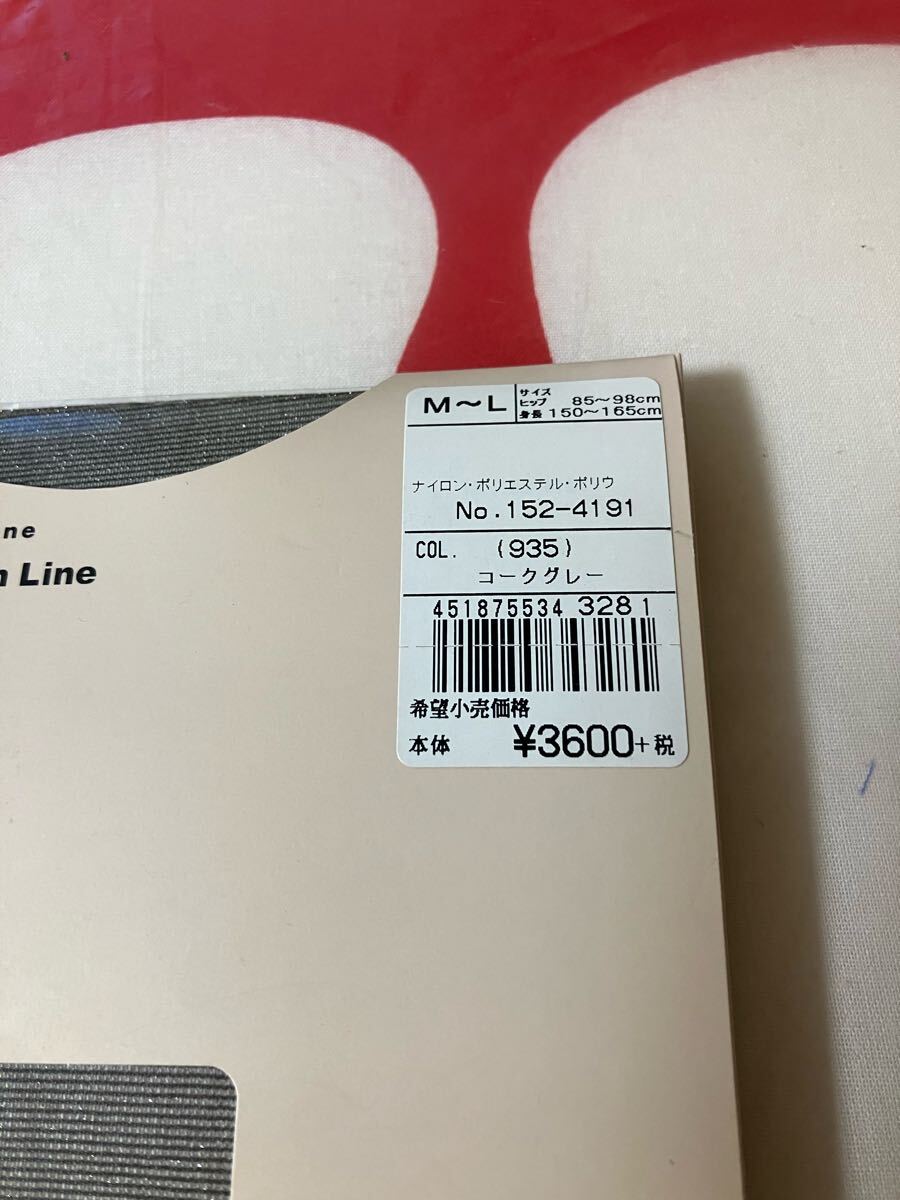 M～L
サイズ
ヒップ 85～98cm
身長 150～165cm
ナイロン・ポリエステル・ポリウ
No.152-4191
COL. (935)
コークグレー
451875534 3281
希望小売価格
本体 ¥3600+税
ne
Line